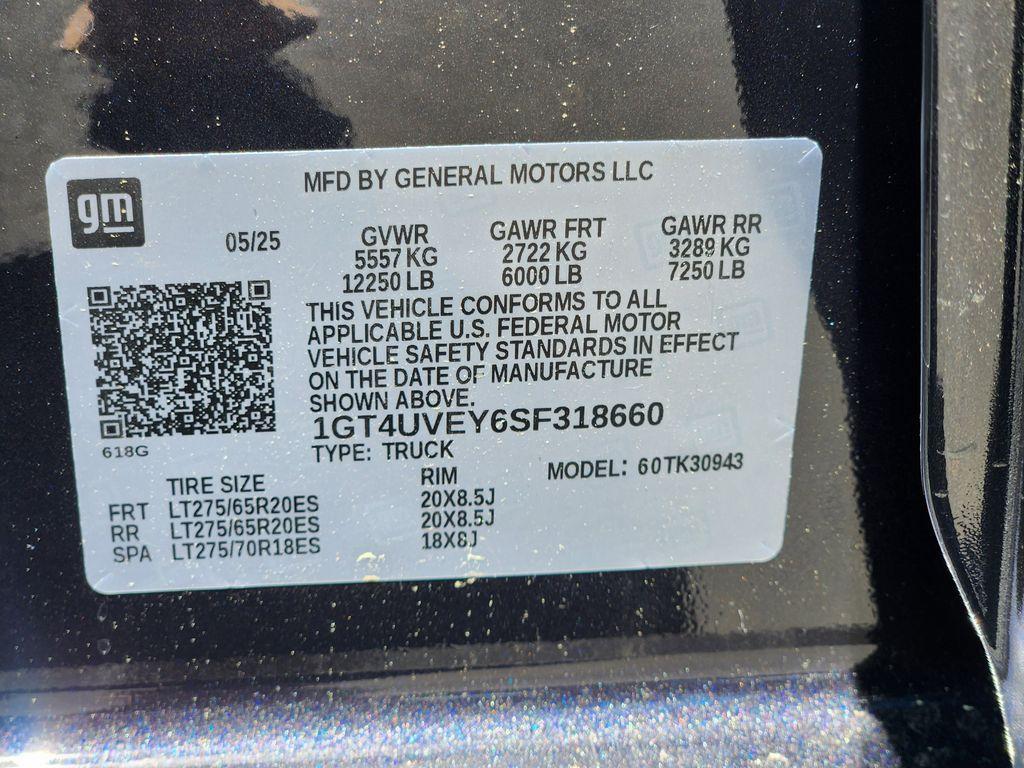 gm
MFD BY GENERAL MOTORS LLC
05/25
GVWR GAWR FRT GAWR RR
5557 KG 2722 KG 3289 KG
12250 LB 6000 LB 7250 LB
THIS VEHICLE CONFORMS TO ALL
APPLICABLE U.S. FEDERAL MOTOR
VEHICLE SAFETY STANDARDS IN EFFECT
ON THE DATE OF MANUFACTURE
SHOWN ABOVE.
1GT4UVEY6SF318660
618G
TYPE: TRUCK
MODEL: 60TK30943
TIRE SIZE RIM
FRT LT275/65R20ES 20X8.5J
RR LT275/65R20ES 20X8.5J
SPA LT275/70R18ES 18X8J